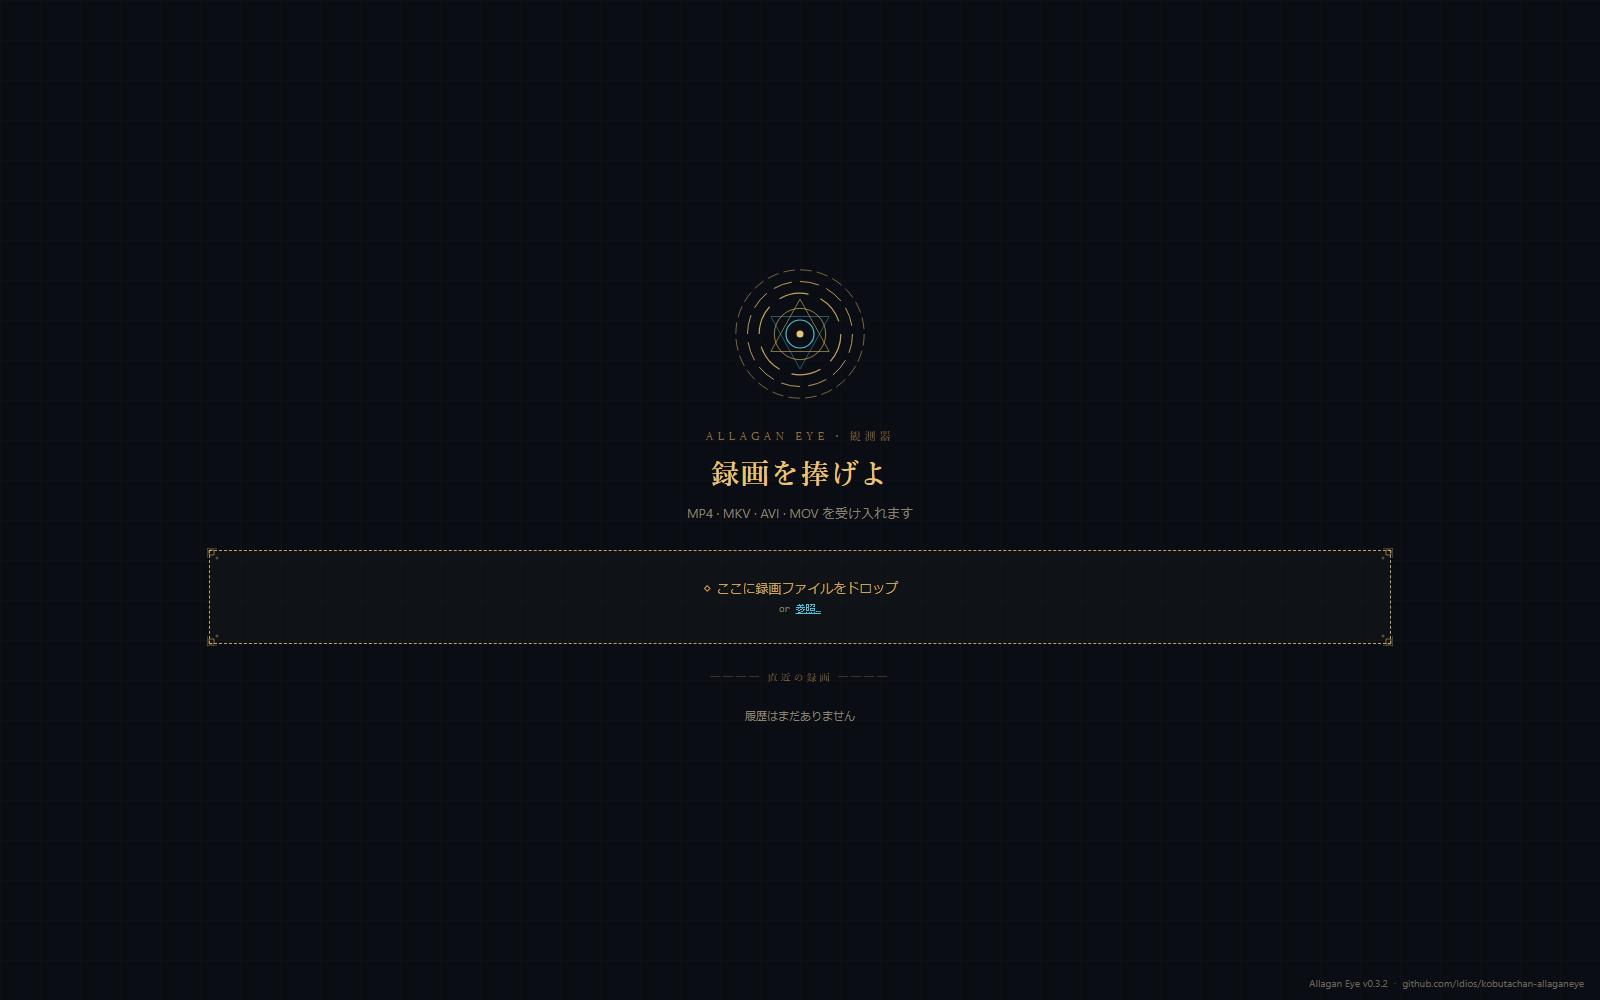 ALLAGAN EYE · 観測器
録画を捧げよ
MP4 · MKV · AVI · MOV を受け入れます
⋄ ここに録画ファイルをドロップ
or 参照…
———— 直近の録画 ————
履歴はまだありません
Allagan Eye v0.3.2 · github.com/Idios/kobutachan-allaganeye